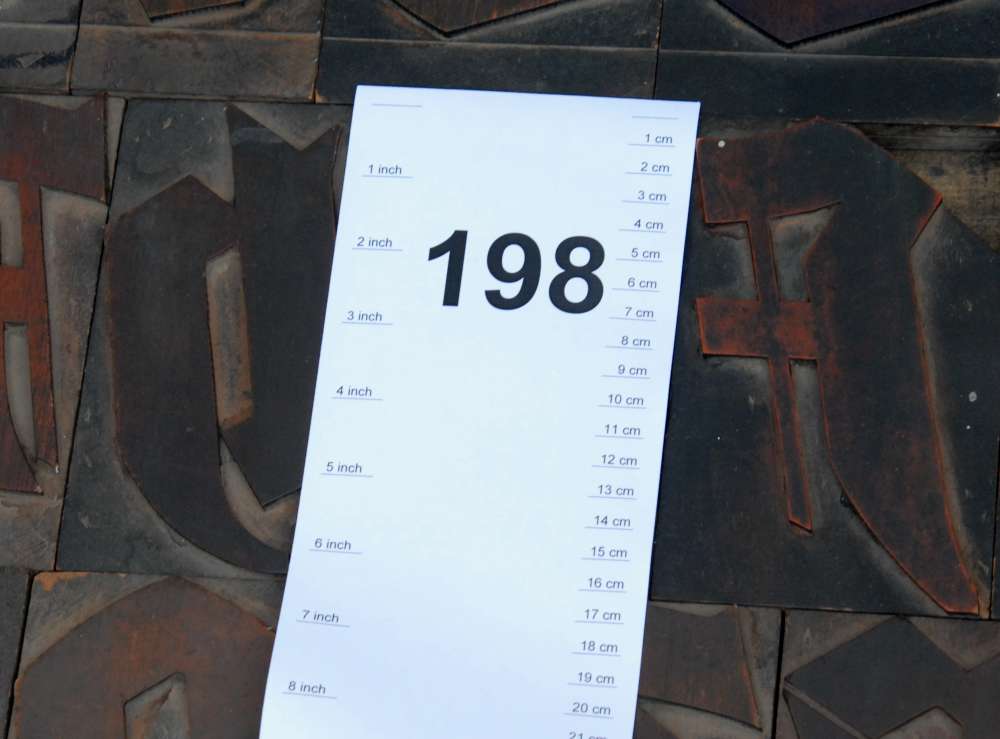 198
1 inch
2 inch
3 inch
4 inch
5 inch
6 inch
7 inch
8 inch
1 cm
2 cm
3 cm
4 cm
5 cm
6 cm
7 cm
8 cm
9 cm
10 cm
11 cm
12 cm
13 cm
14 cm
15 cm
16 cm
17 cm
18 cm
19 cm
20 cm
21 cm